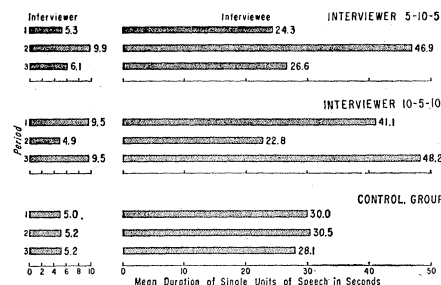 Interviewer Interviewee INTERVIEWER 5-10-5
1 5.3 24.3
2 9.9 46.9
3 6.1 26.6
INTERVIEWER 10-5-10
1 9.5 41.1
Period 2 4.9 22.8
3 9.5 48.2
CONTROL GROUP
1 5.0 30.0
2 5.2 30.5
3 5.2 28.1
0 2 4 6 8 10 0 10 20 30 40 50
Mean Duration of Single Units of Speech in Seconds